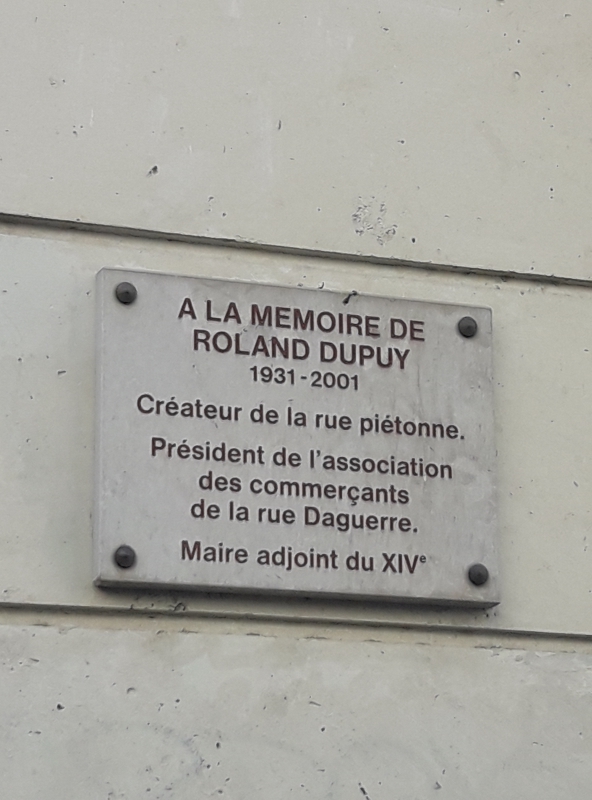 A LA MEMOIRE DE
ROLAND DUPUY
1931-2001
Créateur de la rue piétonne.
Président de l'association
des commerçants
de la rue Daguerre.
Maire adjoint du XIVe